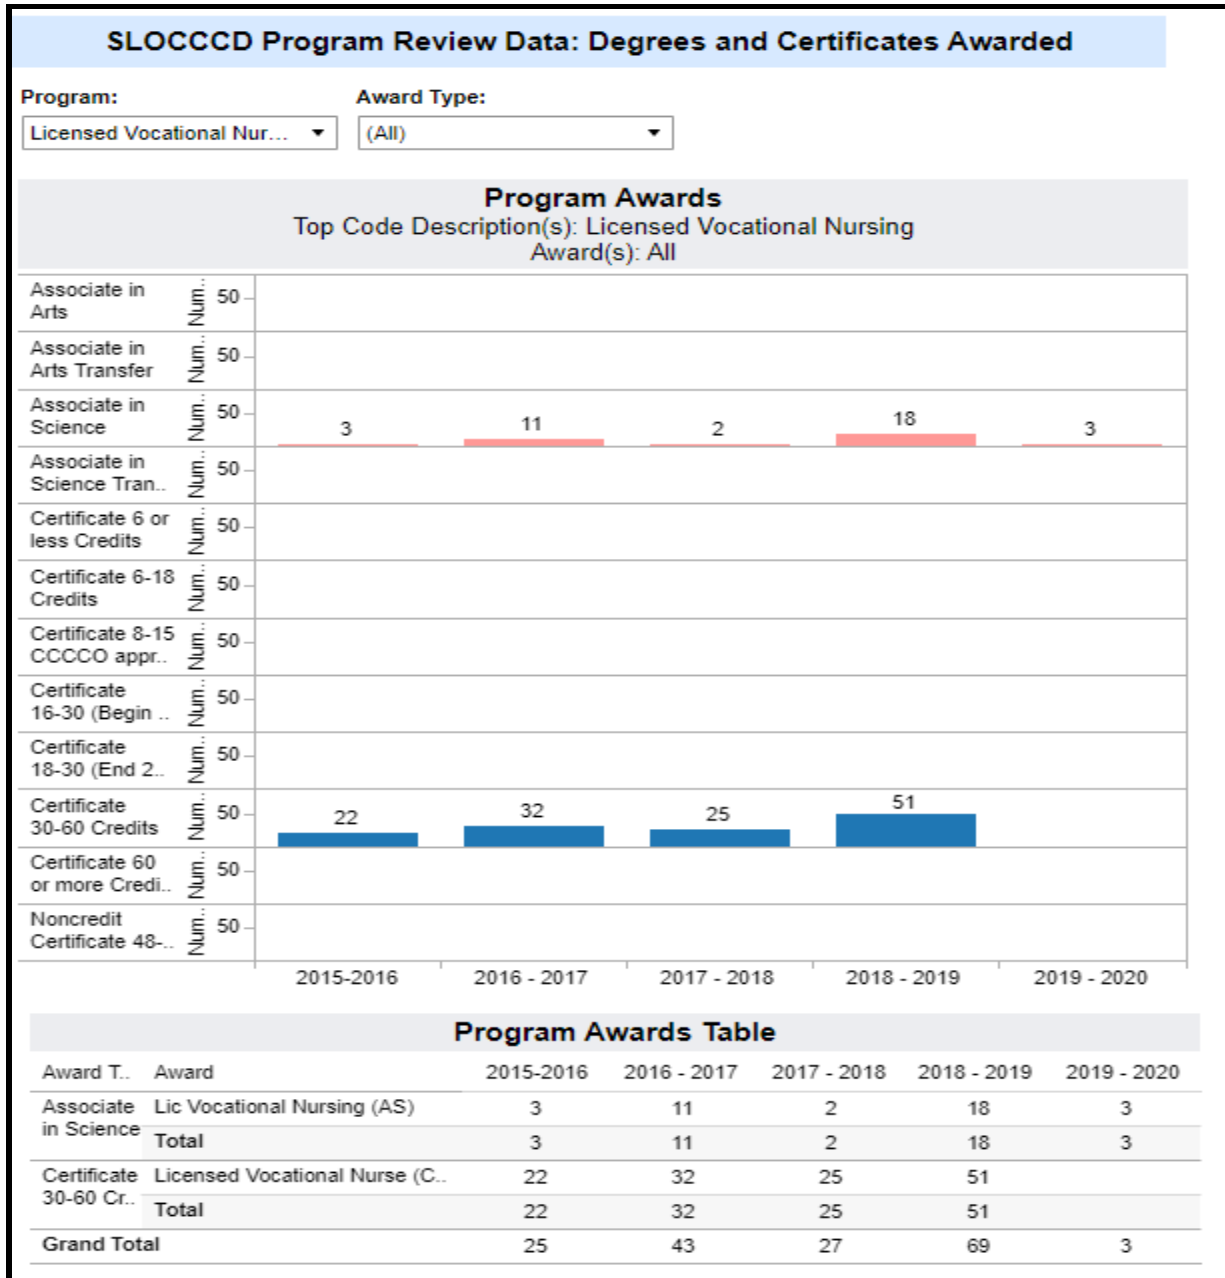 SLOCCCD Program Review Data: Degrees and Certificates Awarded
Program: Award Type:
Licensed Vocational Nur... (All)
Program Awards
Top Code Description(s): Licensed Vocational Nursing
Award(s): All
Associate in
Arts
Num.. 50
Associate in
Arts Transfer
Num.. 50
Associate in
Science
Num.. 50
3 11 2 18 3
Associate in
Science Tran..
Num.. 50
Certificate 6 or
less Credits
Num.. 50
Certificate 6-18
Credits
Num.. 50
Certificate 8-15
CCCCO appr..
Num.. 50
Certificate
16-30 (Begin ..
Num.. 50
Certificate
18-30 (End 2..
Num.. 50
Certificate
30-60 Credits
Num.. 50
22 32 25 51
Certificate 60
or more Credi..
Num.. 50
Noncredit
Certificate 48-..
Num.. 50
2015-2016 2016 - 2017 2017 - 2018 2018 - 2019 2019 - 2020
Program Awards Table
Award T.. Award 2015-2016 2016 - 2017 2017 - 2018 2018 - 2019 2019 - 2020
Associate Lic Vocational Nursing (AS) 3 11 2 18 3
in Science Total 3 11 2 18 3
Certificate Licensed Vocational Nurse (C.. 22 32 25 51
30-60 Cr.. Total 22 32 25 51
Grand Total 25 43 27 69 3